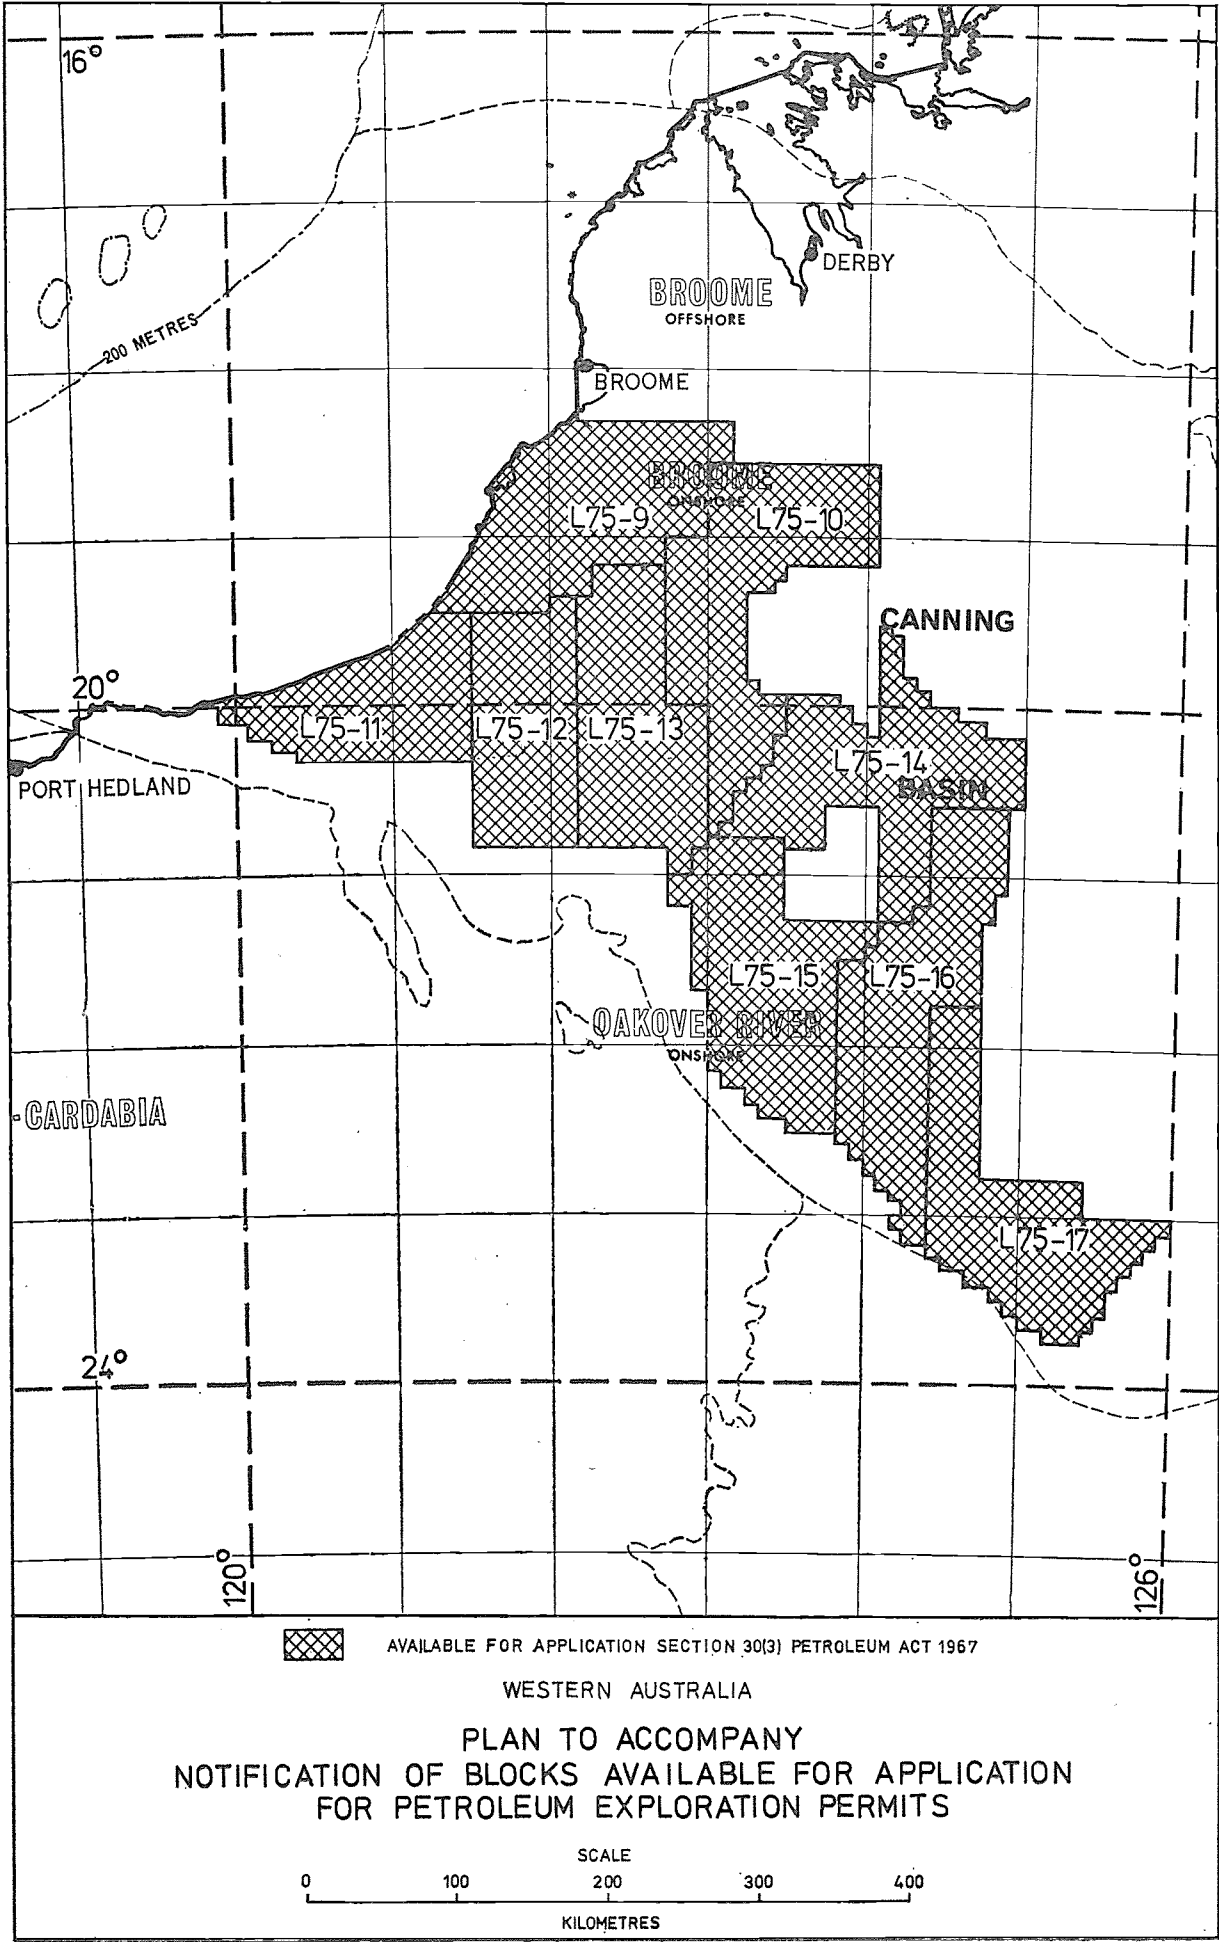 16°
DERBY
BROOME
OFFSHORE
200 METRES
BROOME
BROOME
ONSHORE
L75-9
L75-10
CANNING
20°
L75-11
L75-12
L75-13
L75-14
BASIN
PORT HEDLAND
L75-15
L75-16
OAKOVER RIVER
ONSHORE
CARDABIA
L75-17
24°
120°
126°
AVAILABLE FOR APPLICATION SECTION 30(3) PETROLEUM ACT 1967
WESTERN AUSTRALIA
PLAN TO ACCOMPANY
NOTIFICATION OF BLOCKS AVAILABLE FOR APPLICATION
FOR PETROLEUM EXPLORATION PERMITS
SCALE
0 100 200 300 400
KILOMETRES